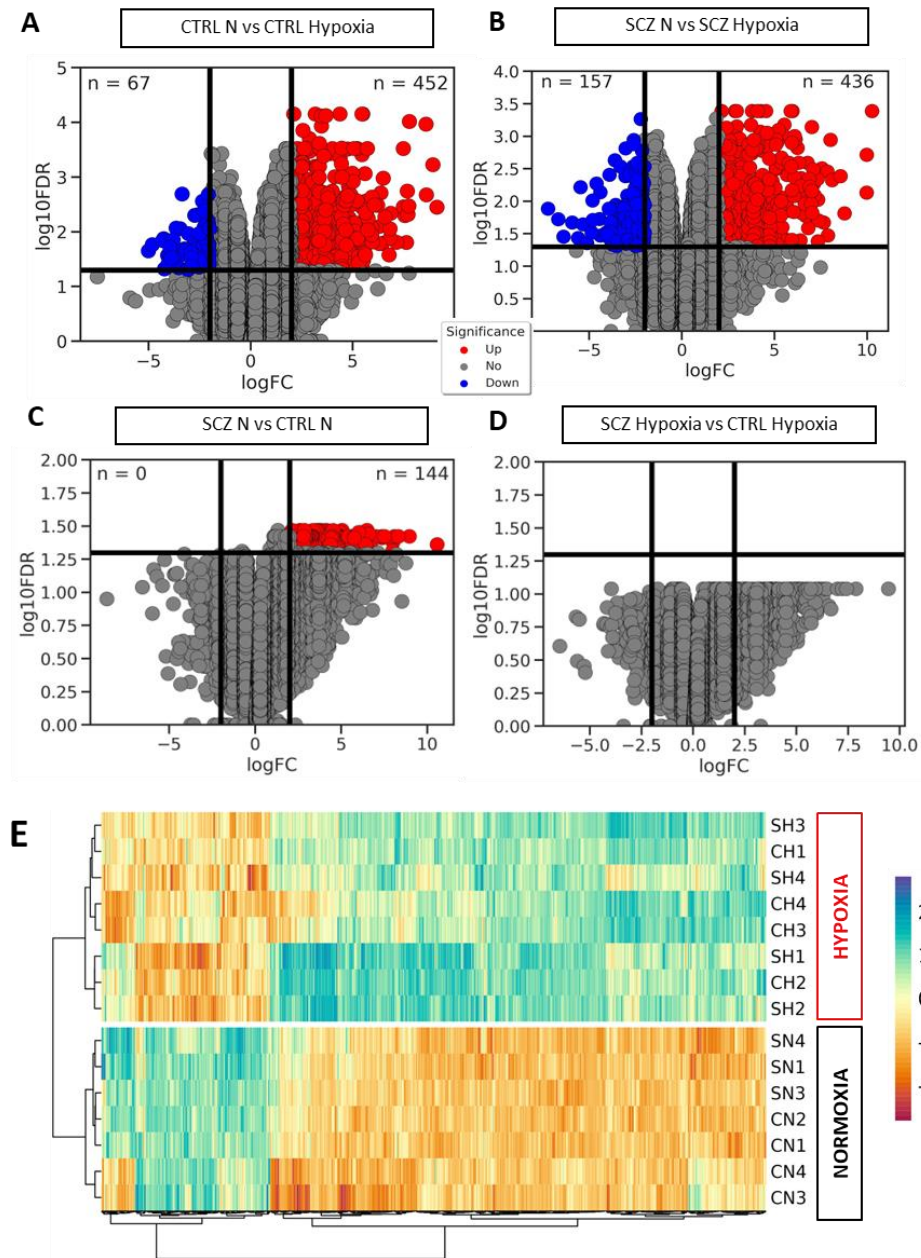 A
CTRL N vs CTRL Hypoxia
n = 67
n = 452
5
4
3
2
1
0
log10FDR
−5
0
5
logFC
B
SCZ N vs SCZ Hypoxia
n = 157
n = 436
4.0
3.5
3.0
2.5
2.0
1.5
1.0
0.5
log10FDR
−5
0
5
10
logFC
Significance
Up
No
Down
C
SCZ N vs CTRL N
n = 0
n = 144
2.00
1.75
1.50
1.25
1.00
0.75
0.50
0.25
0.00
log10FDR
−5
0
5
10
logFC
D
SCZ Hypoxia vs CTRL Hypoxia
2.00
1.75
1.50
1.25
1.00
0.75
0.50
0.25
0.00
log10FDR
−5.0
−2.5
0.0
2.5
5.0
7.5
10.0
logFC
E
SH3
CH1
SH4
CH4
CH3
SH1
CH2
SH2
HYPOXIA
SN4
SN1
SN3
CN2
CN1
CN4
CN3
NORMOXIA